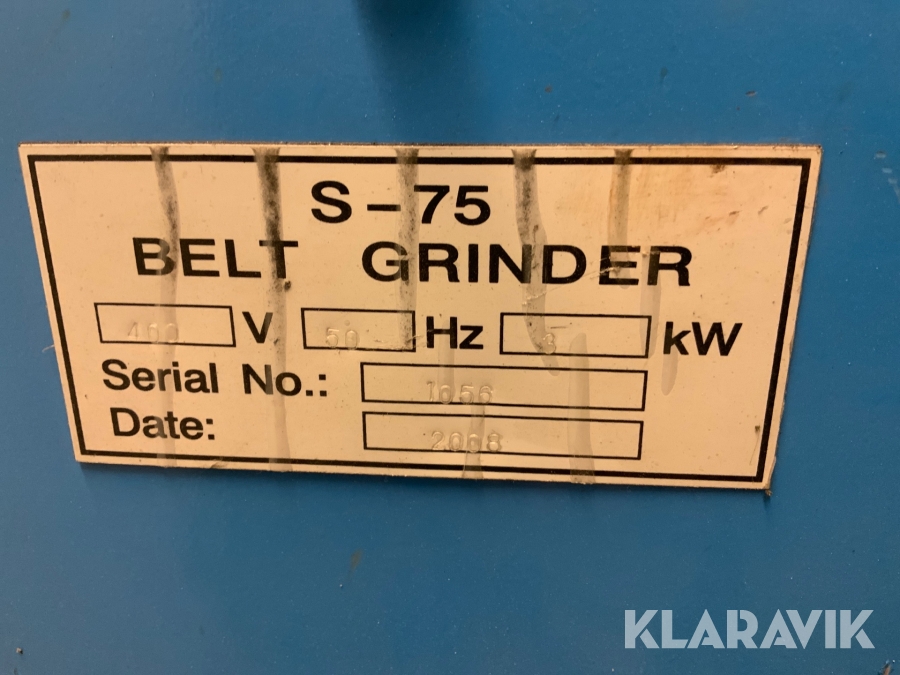 S-75
BELT GRINDER
400 V 50 Hz 3 kW
Serial No.: 1056
Date: 2008
KLARAVIK